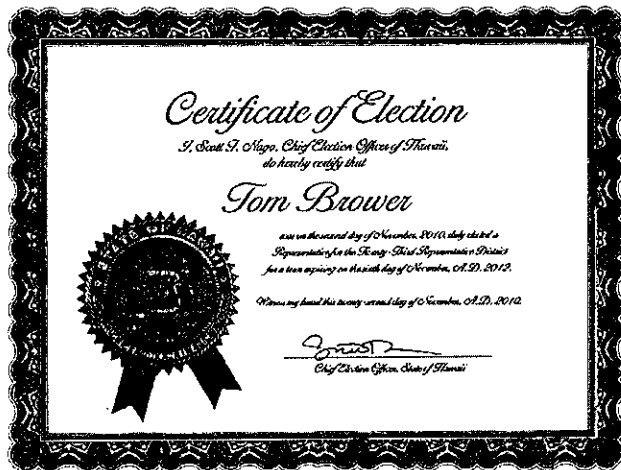 Certificate of Election
I, Scott T. Nago, Chief Election Officer of Hawaii,
do hereby certify that
Tom Brower
was on the second day of November, 2010, duly elected a
Representative for the Twenty-Third Representative District
for a term expiring on the sixth day of November, A.D. 2012.
Witness my hand this twenty-second day of November, A.D. 2010.
Chief Election Officer, State of Hawaii
STATE OF HAWAII